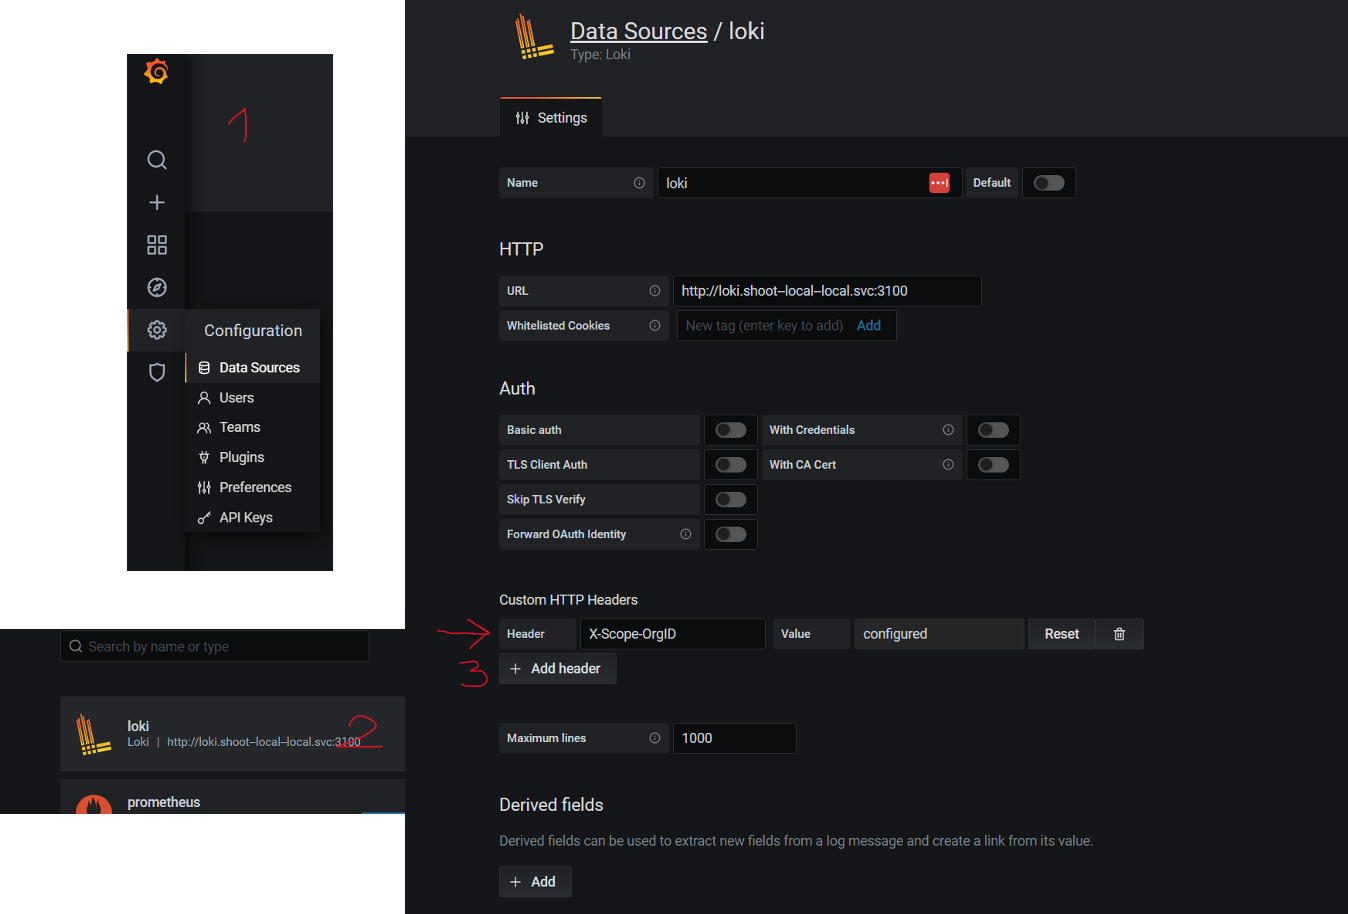 1
Configuration
Data Sources
Users
Teams
Plugins
Preferences
API Keys
Search by name or type
loki
Loki | http://loki.shoot--local--local.svc:3100
2
prometheus
Data Sources / loki
Type: Loki
Settings
Name loki Default
HTTP
URL http://loki.shoot--local--local.svc:3100
Whitelisted Cookies New tag (enter key to add) Add
Auth
Basic auth With Credentials
TLS Client Auth With CA Cert
Skip TLS Verify
Forward OAuth Identity
Custom HTTP Headers
Header X-Scope-OrgID Value configured Reset
3 Add header
Maximum lines 1000
Derived fields
Derived fields can be used to extract new fields from a log message and create a link from its value.
Add